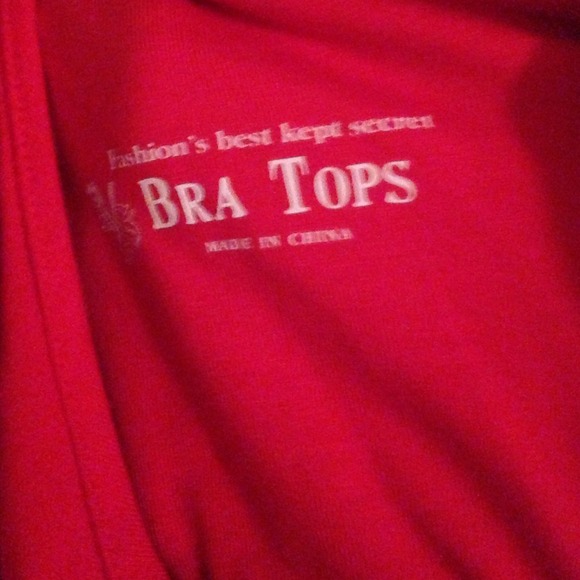 Fashion's best kept secret
BRA TOPS
MADE IN CHINA